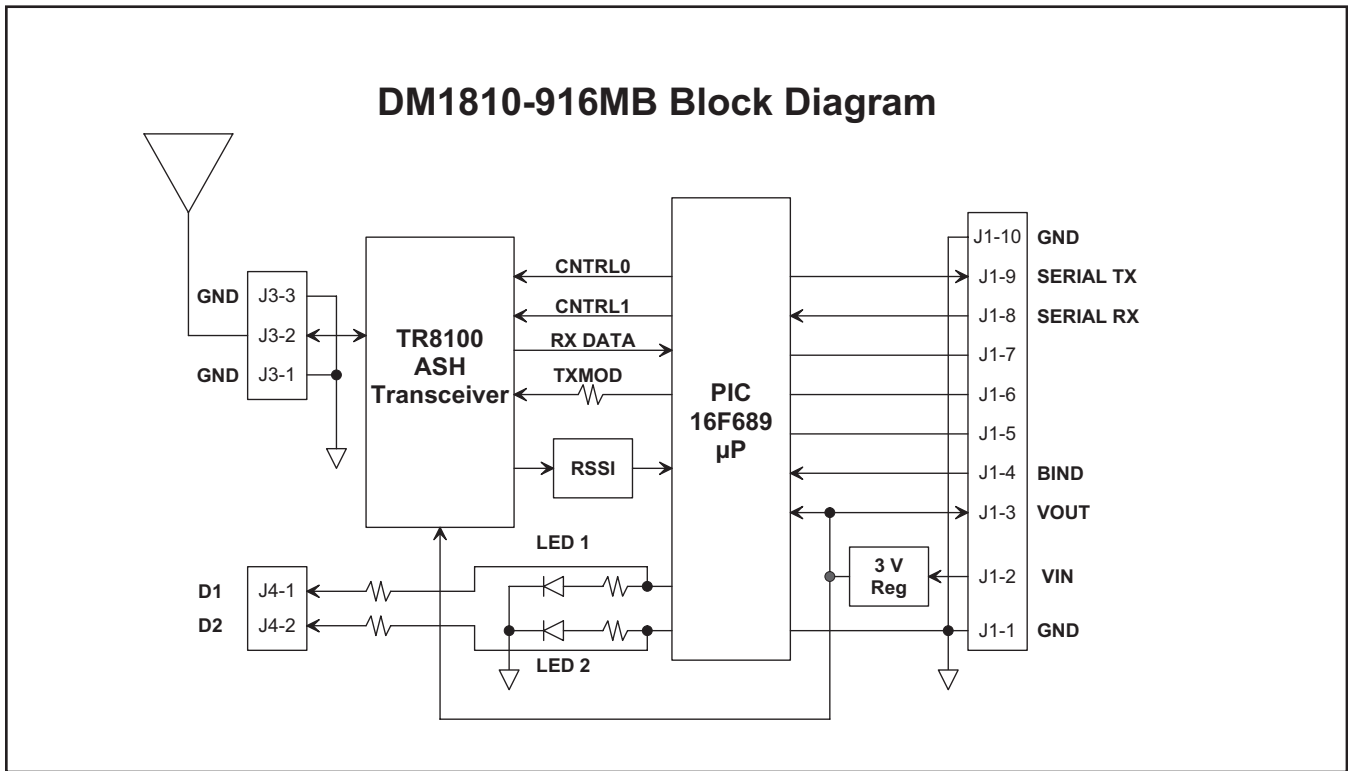 DM1810-916MB Block Diagram
GND
J3-3
J3-2
GND
J3-1
TR8100
ASH
Transceiver
CNTRL0
CNTRL1
RX DATA
TXMOD
RSSI
PIC
16F689
µP
J1-10 GND
J1-9 SERIAL TX
J1-8 SERIAL RX
J1-7
J1-6
J1-5
J1-4 BIND
J1-3 VOUT
3 V
Reg
J1-2 VIN
J1-1 GND
LED 1
D1 J4-1
D2 J4-2
LED 2